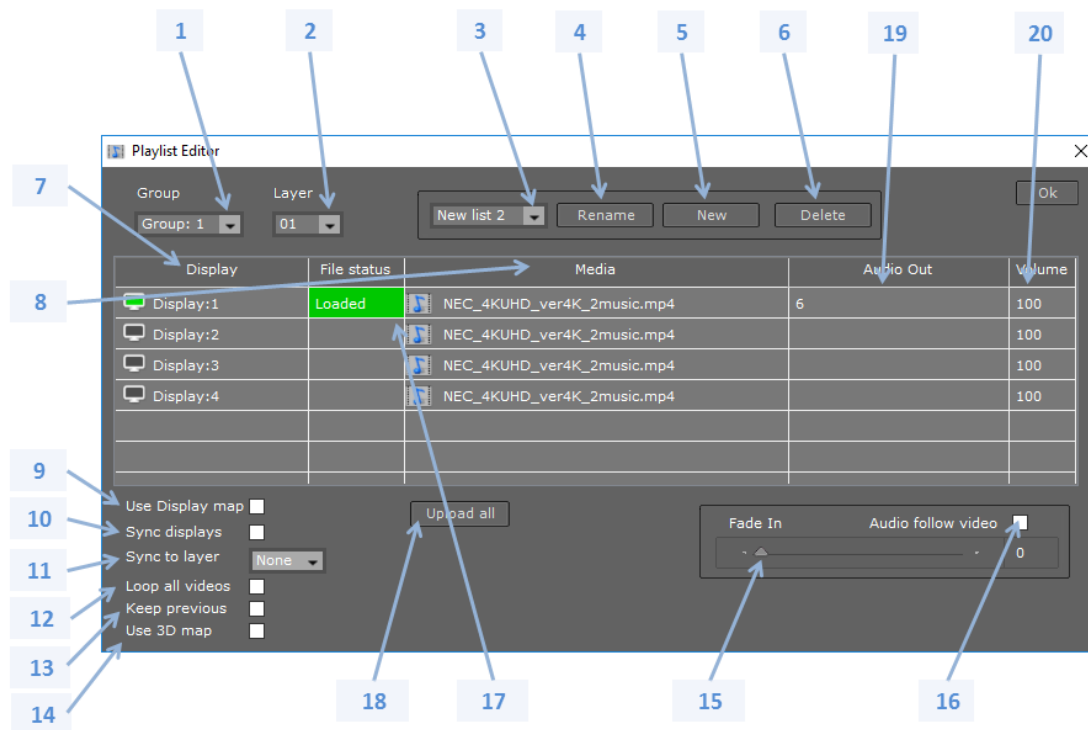 1 2 3 4 5 6 19 20
Playlist Editor
7
Group Layer
Ok
Group: 1 01 New list 2 Rename New Delete
Display File status Media Audio Out Volume
8
Display:1 Loaded NEC_4KUHD_ver4K_2music.mp4 6 100
Display:2 NEC_4KUHD_ver4K_2music.mp4 100
Display:3 NEC_4KUHD_ver4K_2music.mp4 100
Display:4 NEC_4KUHD_ver4K_2music.mp4 100
9
Use Display map Upload all
10
Sync displays Fade In Audio follow video
11
Sync to layer None 0
12
Loop all videos
Keep previous
13
Use 3D map
14
18 17 15 16